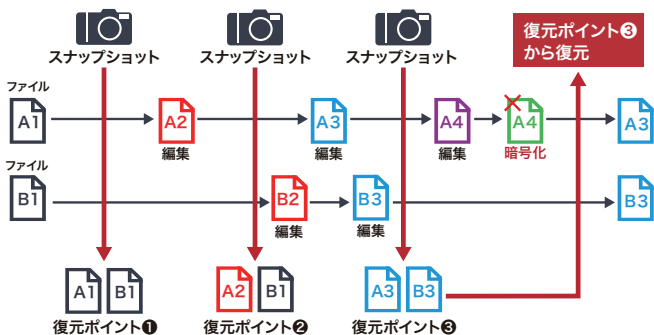 スナップショット
スナップショット
スナップショット
復元ポイント❸
から復元
ファイル
A1
A2
編集
A3
編集
A4
編集
A4
暗号化
A3
ファイル
B1
B2
編集
B3
編集
B3
A1
B1
復元ポイント❶
A2
B1
復元ポイント❷
A3
B3
復元ポイント❸